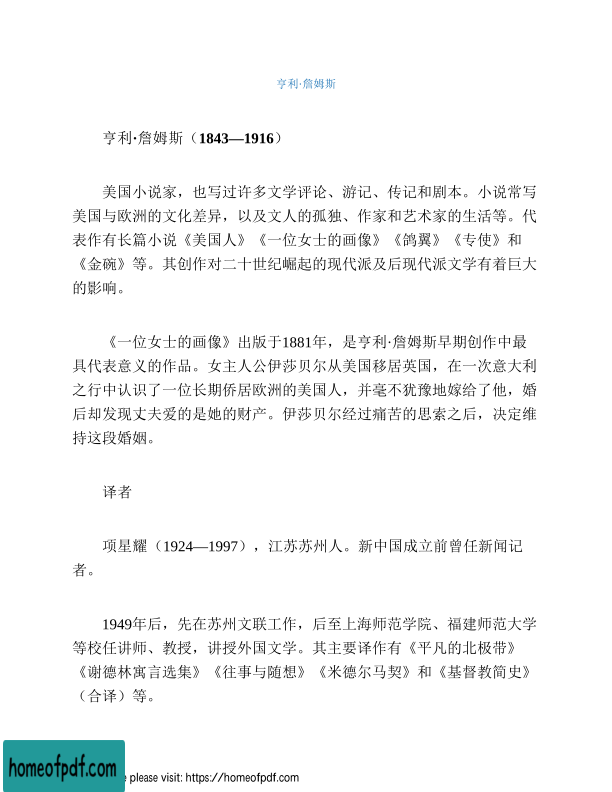 亨利·詹姆斯
亨利·詹姆斯（1843—1916）
美国小说家，也写过许多文学评论、游记、传记和剧本。小说常写
美国与欧洲的文化差异，以及文人的孤独、作家和艺术家的生活等。代
表作有长篇小说《美国人》《一位女士的画像》《鸽翼》《专使》和
《金碗》等。其创作对二十世纪崛起的现代派及后现代派文学有着巨大
的影响。
《一位女士的画像》出版于1881年，是亨利·詹姆斯早期创作中最
具代表意义的作品。女主人公伊莎贝尔从美国移居英国，在一次意大利
之行中认识了一位长期侨居欧洲的美国人，并毫不犹豫地嫁给了他，婚
后却发现丈夫爱的是她的财产。伊莎贝尔经过痛苦的思索之后，决定维
持这段婚姻。
译者
项星耀（1924—1997），江苏苏州人。新中国成立前曾任新闻记
者。
1949年后，先在苏州文联工作，后至上海师范学院、福建师范大学
等校任讲师、教授，讲授外国文学。其主要译作有《平凡的北极带》
《谢德林寓言选集》《往事与随想》《米德尔马契》和《基督教简史》
（合译）等。
homeofpdf.com
please visit: https://homeofpdf.com